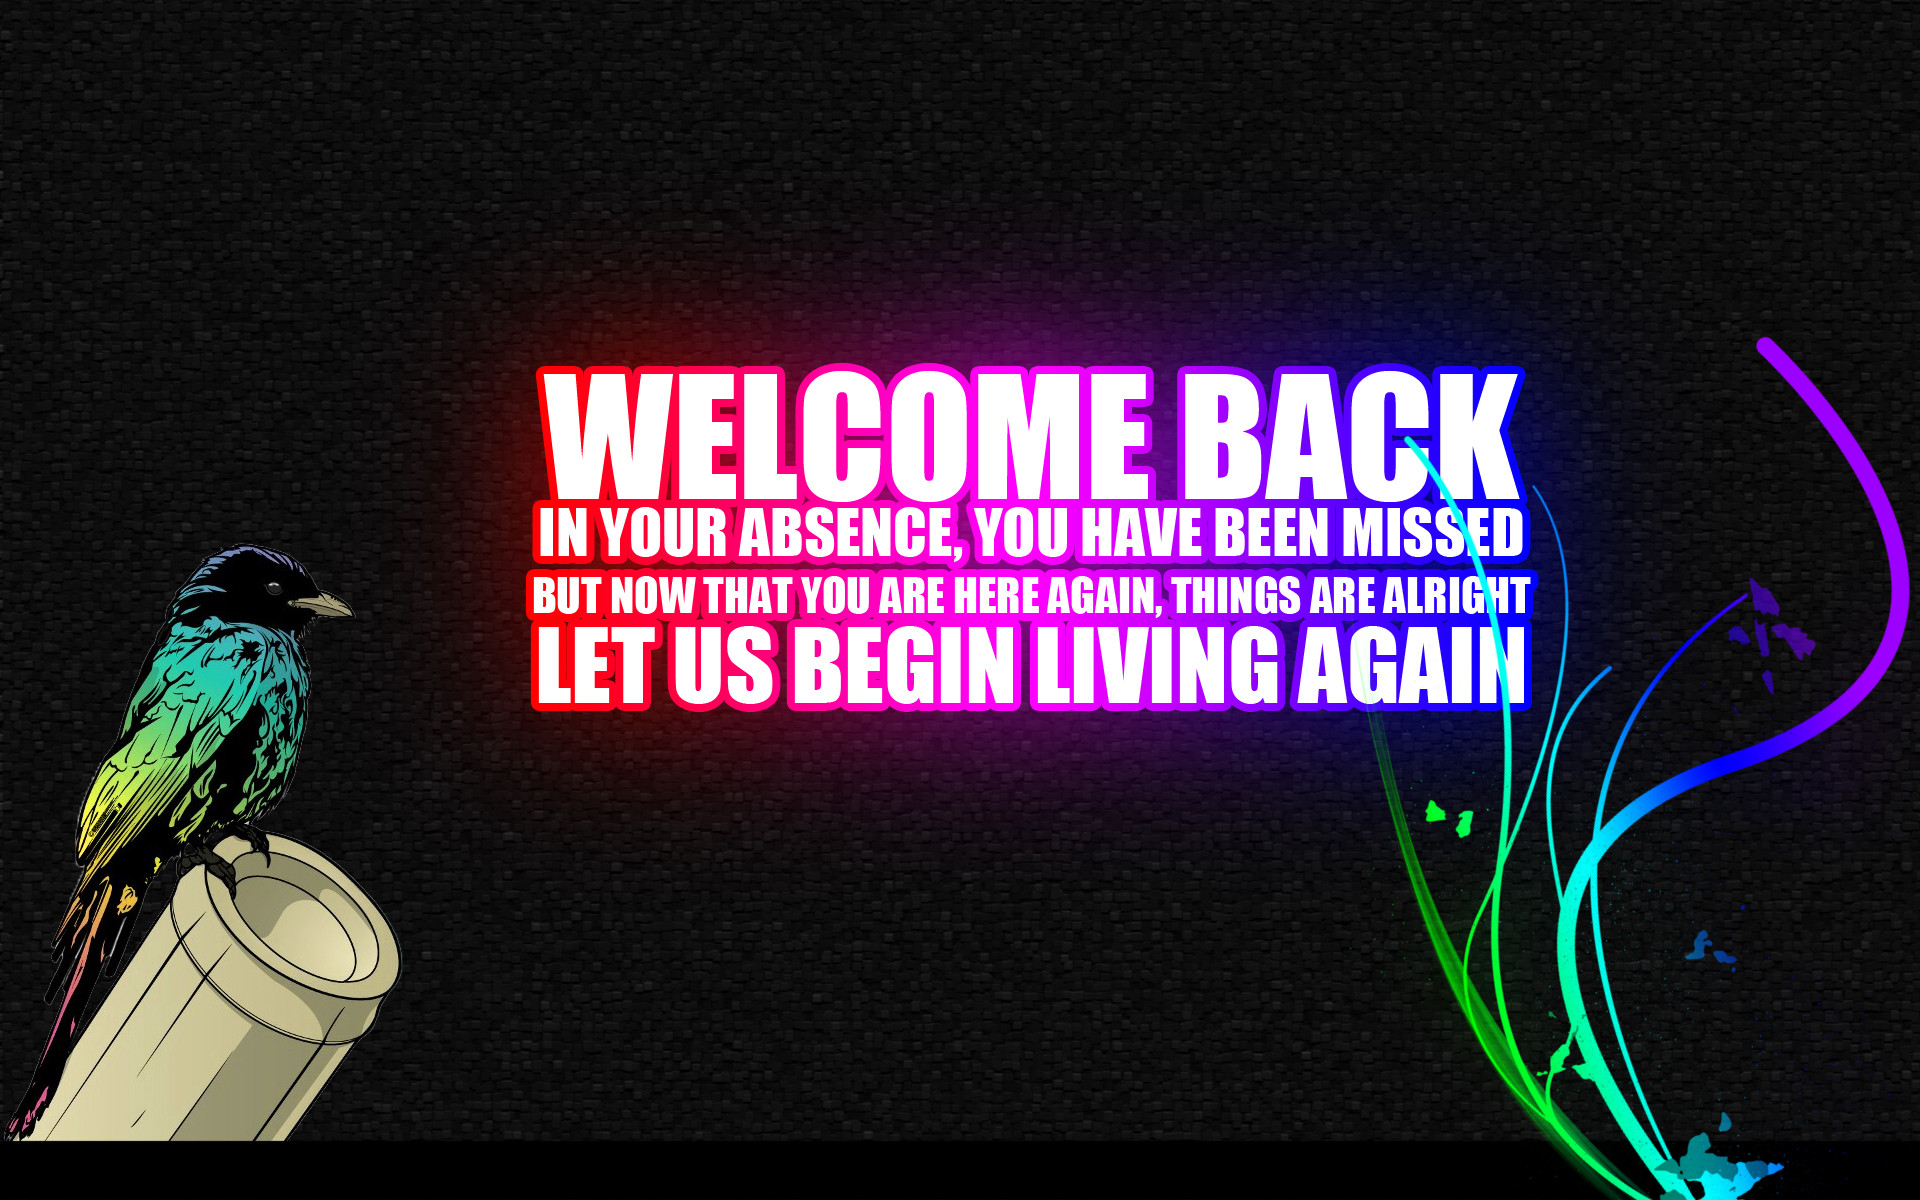 WELCOME BACK
IN YOUR ABSENCE, YOU HAVE BEEN MISSED
BUT NOW THAT YOU ARE HERE AGAIN, THINGS ARE ALRIGHT
LET US BEGIN LIVING AGAIN